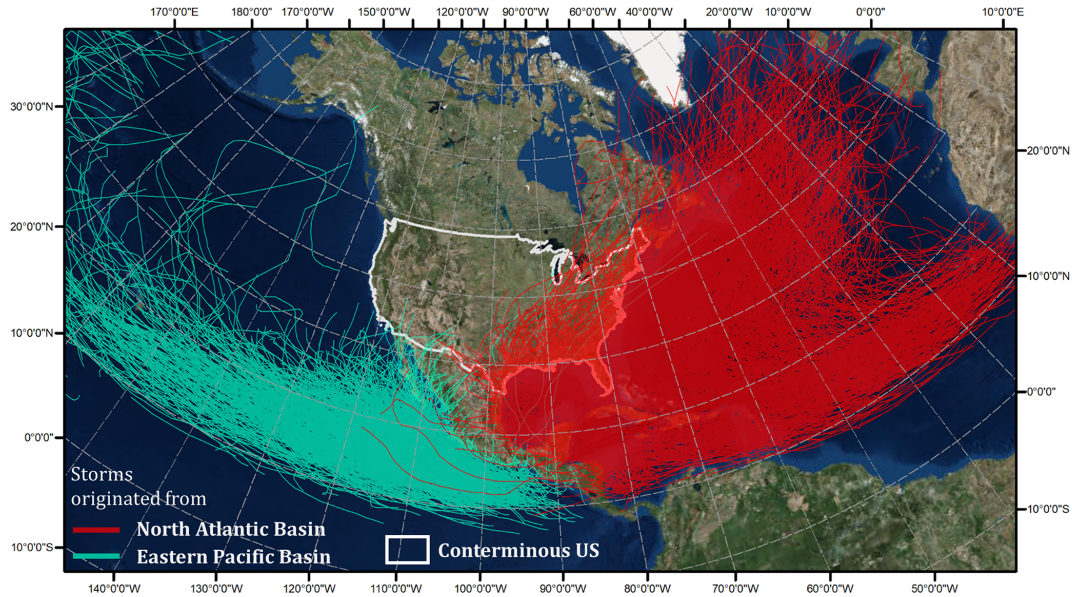 170°0'0"E 180°0'0" 170°0'0"W 150°0'0"W 120°0'0"W 90°0'0"W 60°0'0"W 40°0'0"W 20°0'0"W 10°0'0"W 0°0'0" 10°0'0"E
30°0'0"N
20°0'0"N
20°0'0"N
10°0'0"N
10°0'0"N
0°0'0"
0°0'0"
10°0'0"S
10°0'0"S
Storms
originated from
North Atlantic Basin
Eastern Pacific Basin
Conterminous US
140°0'0"W 130°0'0"W 120°0'0"W 110°0'0"W 100°0'0"W 90°0'0"W 80°0'0"W 70°0'0"W 60°0'0"W 50°0'0"W